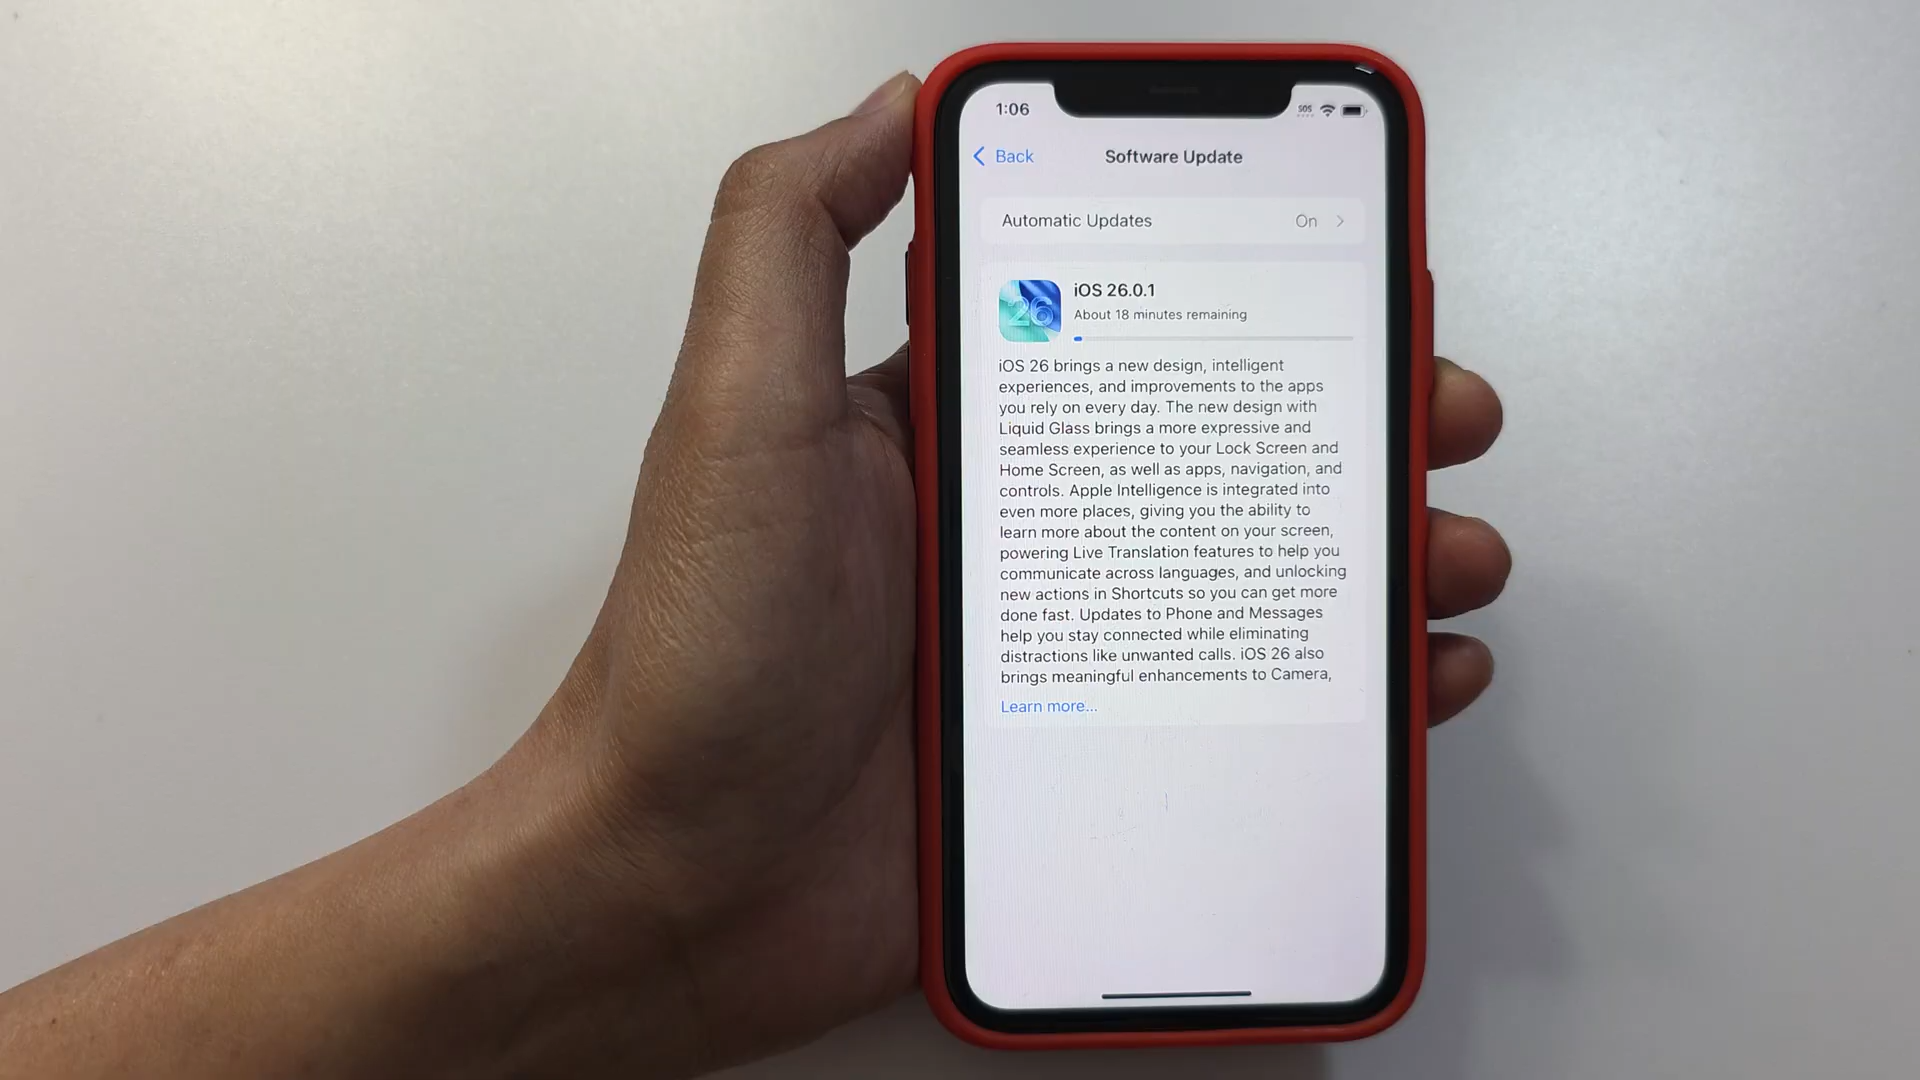 1:06
SOS
Back
Software Update
Automatic Updates
On
26
iOS 26.0.1
About 18 minutes remaining
iOS 26 brings a new design, intelligent
experiences, and improvements to the apps
you rely on every day. The new design with
Liquid Glass brings a more expressive and
seamless experience to your Lock Screen and
Home Screen, as well as apps, navigation, and
controls. Apple Intelligence is integrated into
even more places, giving you the ability to
learn more about the content on your screen,
powering Live Translation features to help you
communicate across languages, and unlocking
new actions in Shortcuts so you can get more
done fast. Updates to Phone and Messages
help you stay connected while eliminating
distractions like unwanted calls. iOS 26 also
brings meaningful enhancements to Camera,
Learn more...